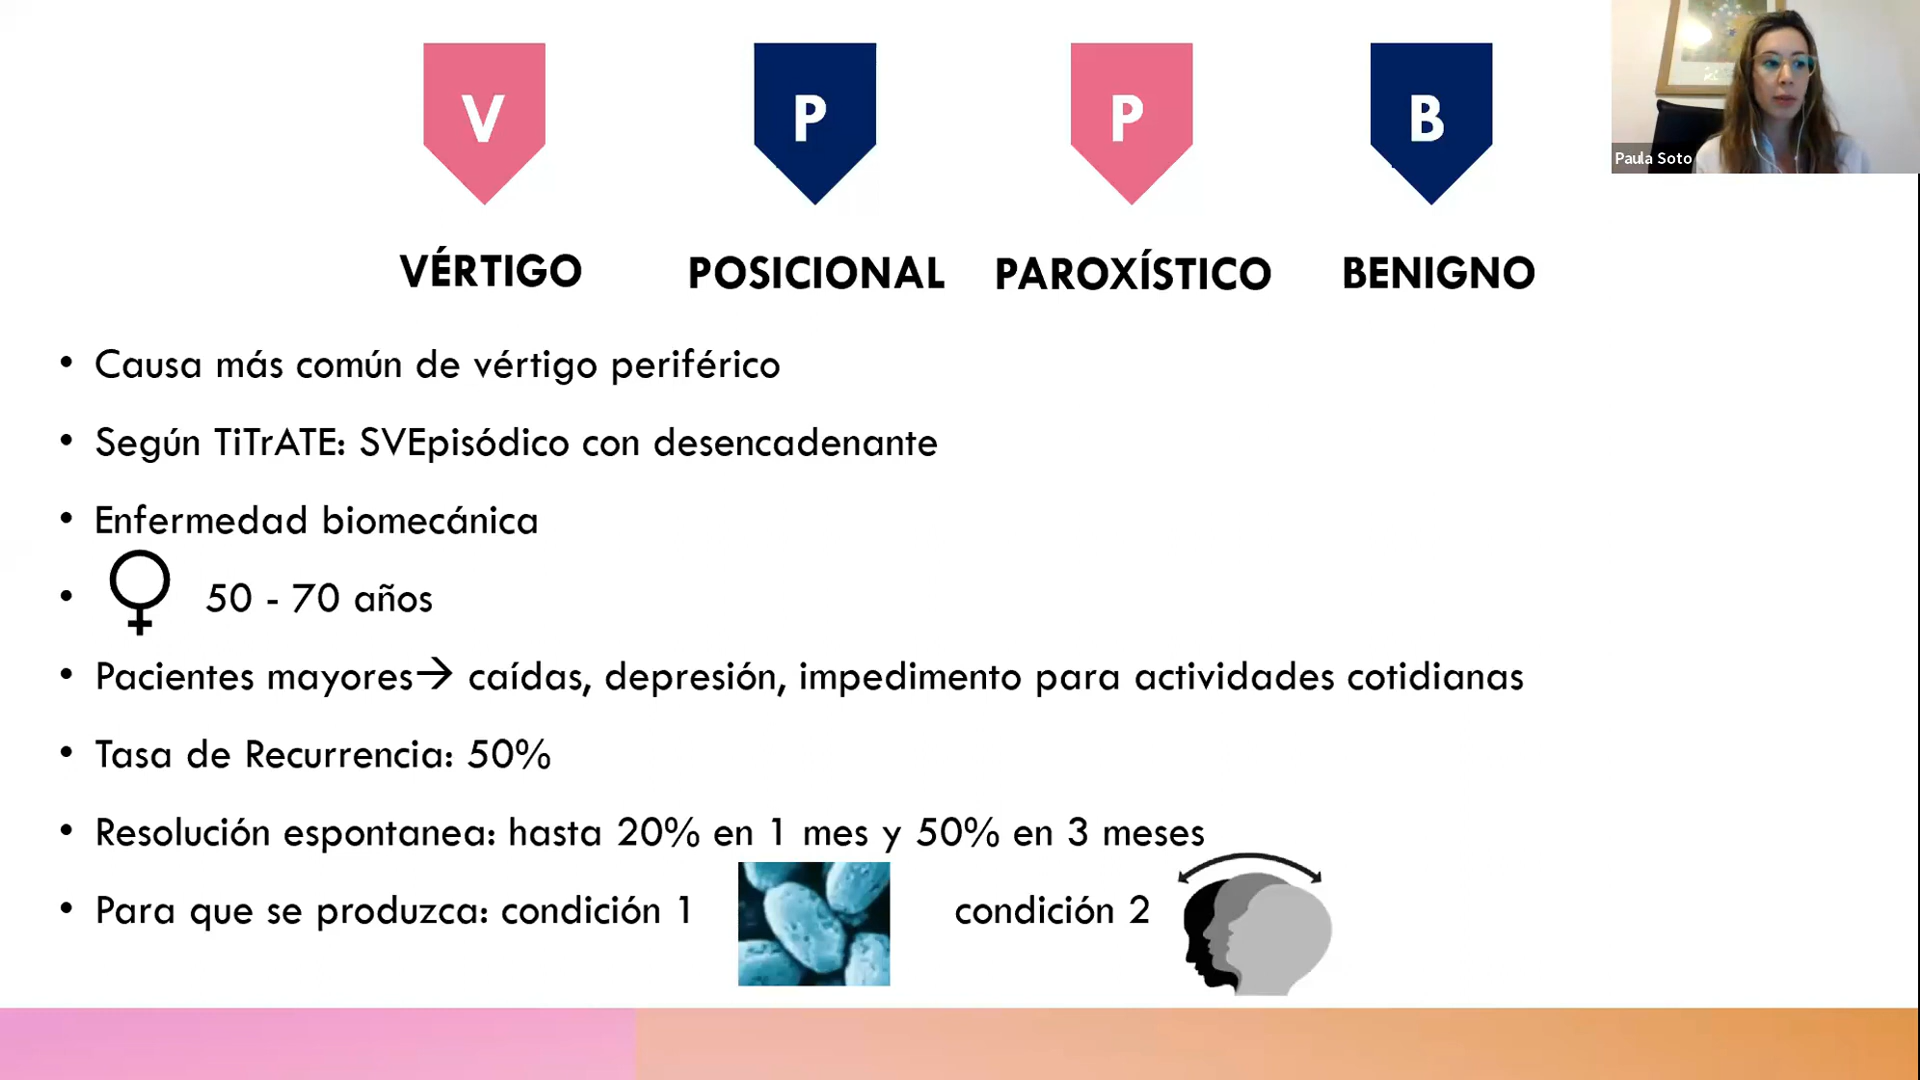 V P P B
Paula Soto
VÉRTIGO POSICIONAL PAROXÍSTICO BENIGNO
• Causa más común de vértigo periférico
• Según TiTrATE: SVEpisódico con desencadenante
• Enfermedad biomecánica
• ♀ 50 - 70 años
• Pacientes mayores→ caídas, depresión, impedimento para actividades cotidianas
• Tasa de Recurrencia: 50%
• Resolución espontanea: hasta 20% en 1 mes y 50% en 3 meses
• Para que se produzca: condición 1 condición 2